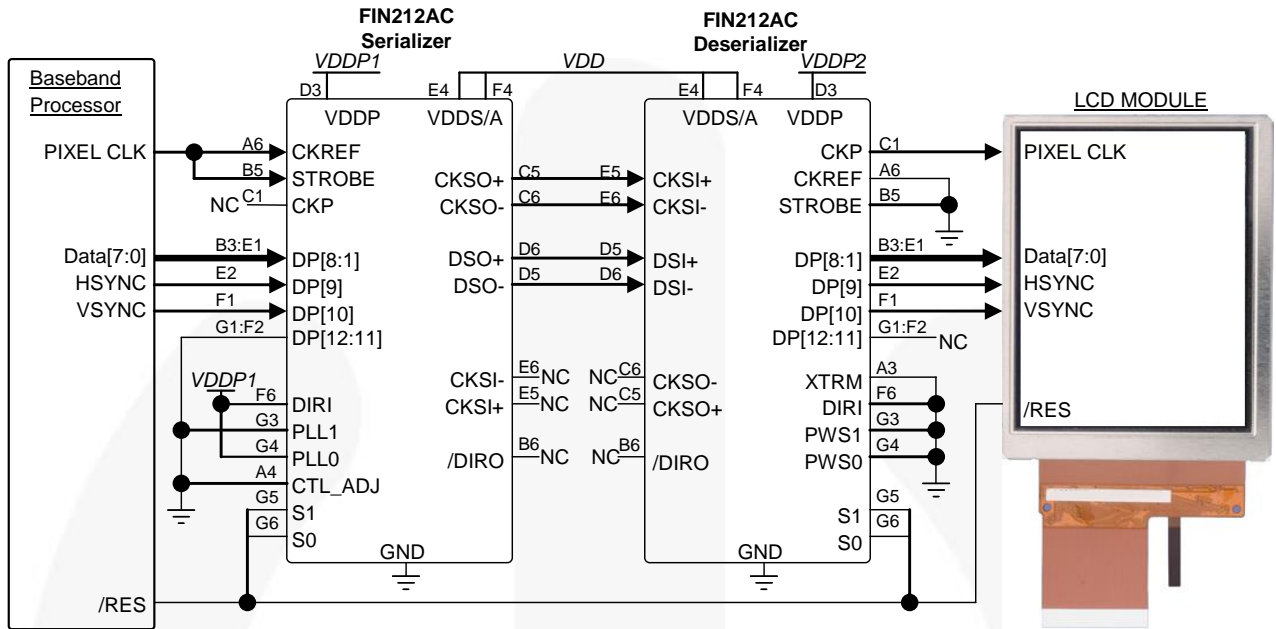 FIN212AC
Serializer
FIN212AC
Deserializer
VDDP1
VDD
VDDP2
D3
E4
F4
E4
F4
D3
Baseband
Processor
LCD MODULE
VDDP
VDDS/A
VDDS/A
VDDP
PIXEL CLK
A6
CKREF
B5
STROBE
NC
C1
CKP
CKSO+
C5
E5
CKSI+
CKSO-
C6
E6
CKSI-
CKP
C1
PIXEL CLK
CKREF
A6
STROBE
B5
Data[7:0]
B3:E1
DP[8:1]
HSYNC
E2
DP[9]
VSYNC
F1
DP[10]
G1:F2
DP[12:11]
DSO+
D6
D5
DSI+
DSO-
D5
D6
DSI-
DP[8:1]
B3:E1
Data[7:0]
DP[9]
E2
HSYNC
DP[10]
F1
VSYNC
DP[12:11]
G1:F2
NC
VDDP1
F6
DIRI
G3
PLL1
G4
PLL0
A4
CTL_ADJ
G5
S1
G6
S0
CKSI-
E6
NC
CKSI+
E5
NC
/DIRO
B6
NC
NC
C6
CKSO-
NC
C5
CKSO+
NC
B6
/DIRO
XTRM
A3
DIRI
F6
PWS1
G3
PWS0
G4
S1
G5
S0
G6
/RES
GND
GND
/RES